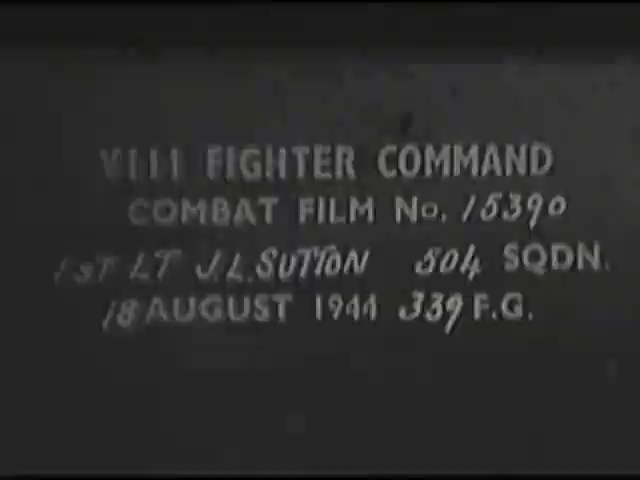 VIII FIGHTER COMMAND
COMBAT FILM No. 15390
1ST LT J.L. SUTTON 504 SQDN.
18 AUGUST 1944 339 F.G.